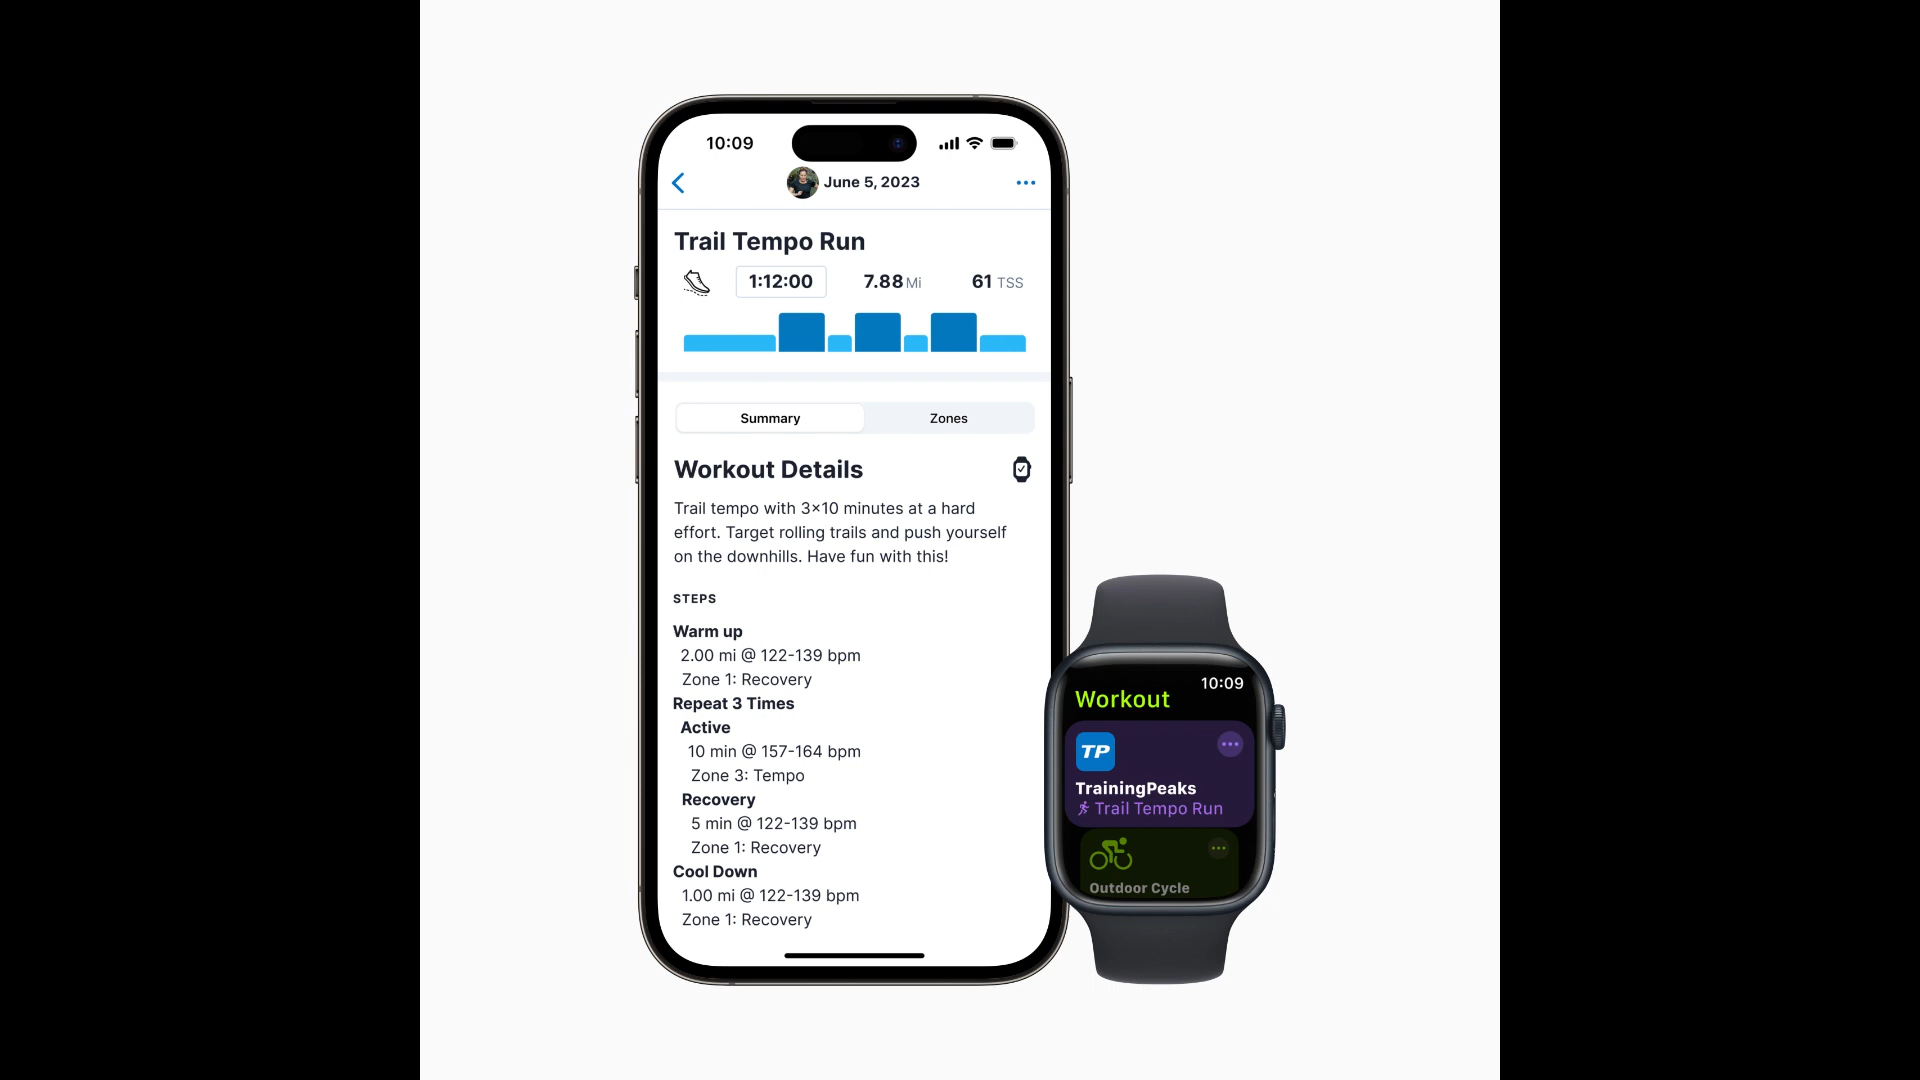 10:09
June 5, 2023
Trail Tempo Run
1:12:00 7.88 Mi 61 TSS
Summary Zones
Workout Details
Trail tempo with 3x10 minutes at a hard
effort. Target rolling trails and push yourself
on the downhills. Have fun with this!
STEPS
Warm up
2.00 mi @ 122-139 bpm
Zone 1: Recovery
Repeat 3 Times
Active
10 min @ 157-164 bpm
Zone 3: Tempo
Recovery
5 min @ 122-139 bpm
Zone 1: Recovery
Cool Down
1.00 mi @ 122-139 bpm
Zone 1: Recovery
10:09
Workout
TP
TrainingPeaks
Trail Tempo Run
Outdoor Cycle